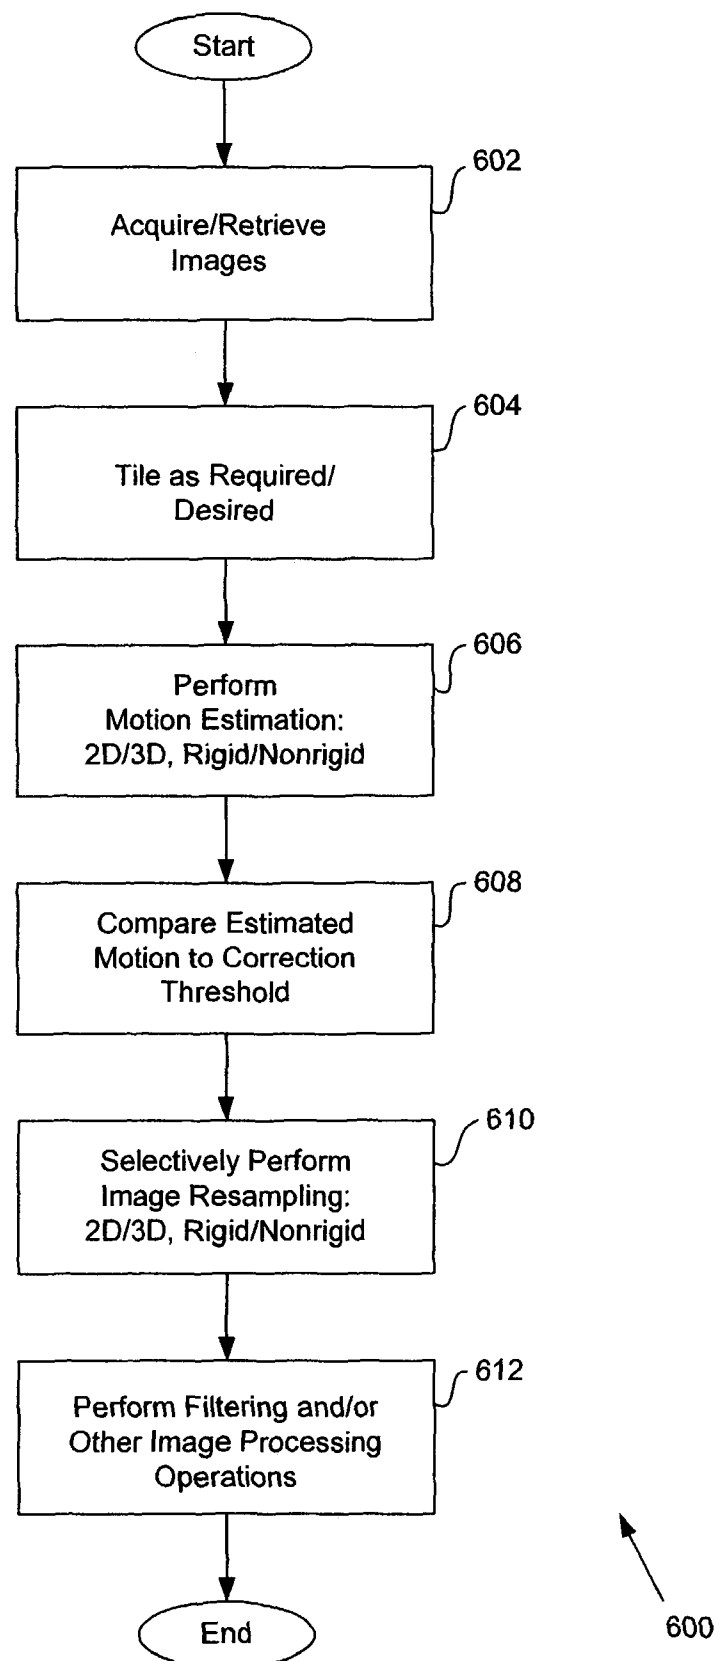 Start
602
Acquire/Retrieve
Images
604
Tile as Required/
Desired
606
Perform
Motion Estimation:
2D/3D, Rigid/Nonrigid
608
Compare Estimated
Motion to Correction
Threshold
610
Selectively Perform
Image Resampling:
2D/3D, Rigid/Nonrigid
612
Perform Filtering and/or
Other Image Processing
Operations
End
600